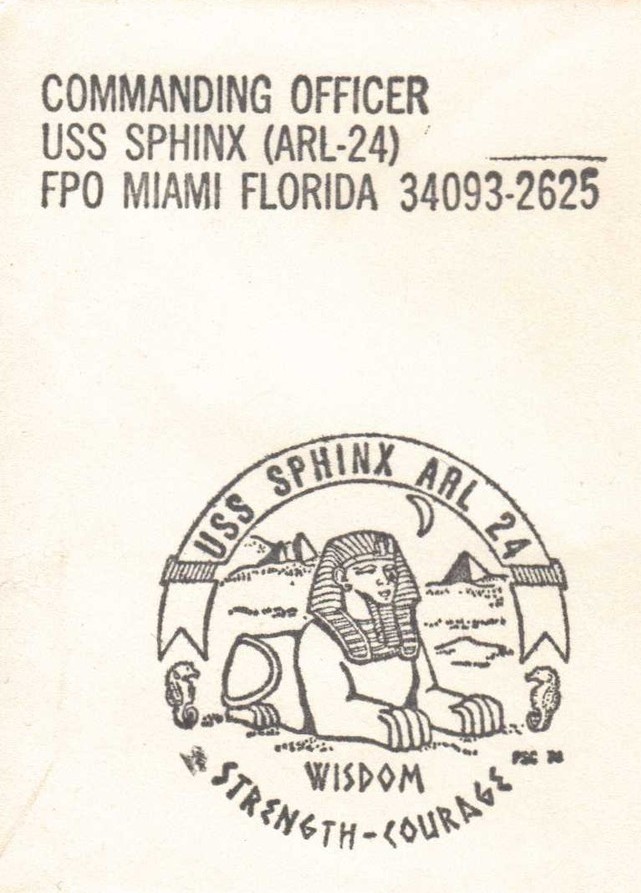 COMMANDING OFFICER
USS SPHINX (ARL-24)
FPO MIAMI FLORIDA 34093-2625
USS SPHINX ARL 24
WISDOM
STRENGTH-COURAGE